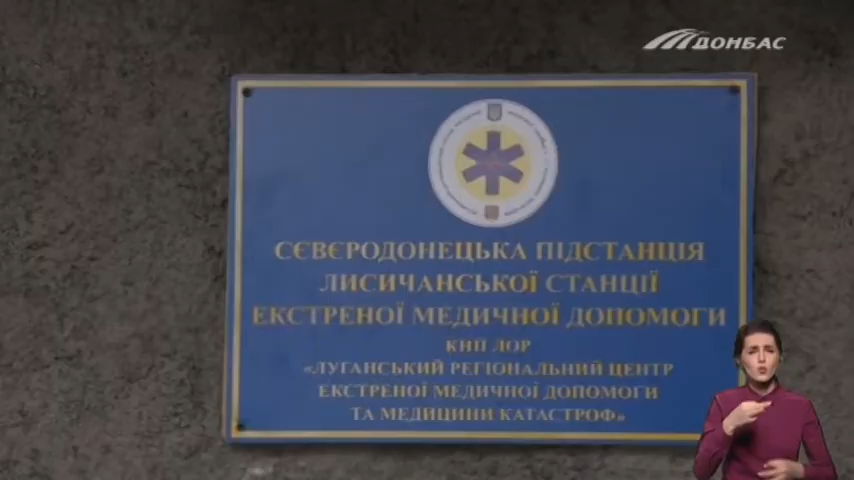 ДОНБАС
СЄВЄРОДОНЕЦЬКА ПІДСТАНЦІЯ
ЛИСИЧАНСЬКОЇ СТАНЦІЇ
ЕКСТРЕНОЇ МЕДИЧНОЇ ДОПОМОГИ
КНП ЛОР
«ЛУГАНСЬКИЙ РЕГІОНАЛЬНИЙ ЦЕНТР
ЕКСТРЕНОЇ МЕДИЧНОЇ ДОПОМОГИ
ТА МЕДИЦИНИ КАТАСТРОФ»